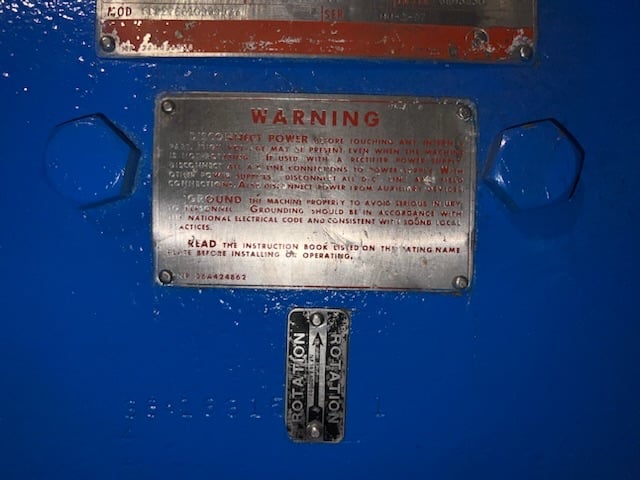 MOD
SER
WARNING
DISCONNECT POWER BEFORE TOUCHING ANY INTERNAL
PART. HIGH VOLTAGE MAY BE PRESENT EVEN WHEN THE MACHINE
IS NOT ROTATING. IF USED WITH A RECTIFIER POWER SUPPLY
DISCONNECT ALL LINE CONNECTIONS TO POWER SUPPLY. WITH
OTHER POWER SUPPLIES DISCONNECT ALL D-C AND FIELD
CONNECTIONS. ALSO DISCONNECT POWER FROM AUXILIARY DEVICES
GROUND THE MACHINE PROPERLY TO AVOID SERIOUS INJURY
TO PERSONNEL. GROUNDING SHOULD BE IN ACCORDANCE WITH
NATIONAL ELECTRICAL CODE AND CONSISTENT WITH SOUND LOCAL
PRACTICES.
READ THE INSTRUCTION BOOK LISTED ON THE RATING NAME
PLATE BEFORE INSTALLING OR OPERATING.
NP 36A424862
ROTATION
ROTATION